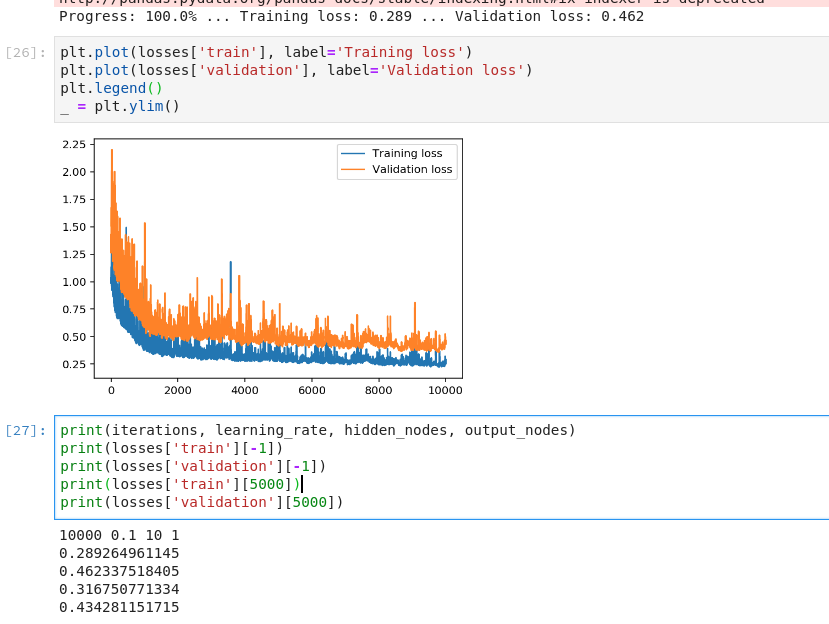 http://pandas.pydata.org/pandas-docs/stable/indexing.html#ix-indexer-is-deprecated
Progress: 100.0% ... Training loss: 0.289 ... Validation loss: 0.462
[26]:
plt.plot(losses['train'], label='Training loss')
plt.plot(losses['validation'], label='Validation loss')
plt.legend()
_ = plt.ylim()
2.25
2.00
1.75
1.50
1.25
1.00
0.75
0.50
0.25
Training loss
Validation loss
0 2000 4000 6000 8000 10000
[27]:
print(iterations, learning_rate, hidden_nodes, output_nodes)
print(losses['train'][-1])
print(losses['validation'][-1])
print(losses['train'][5000])
print(losses['validation'][5000])
10000 0.1 10 1
0.289264961145
0.462337518405
0.316750771334
0.434281151715